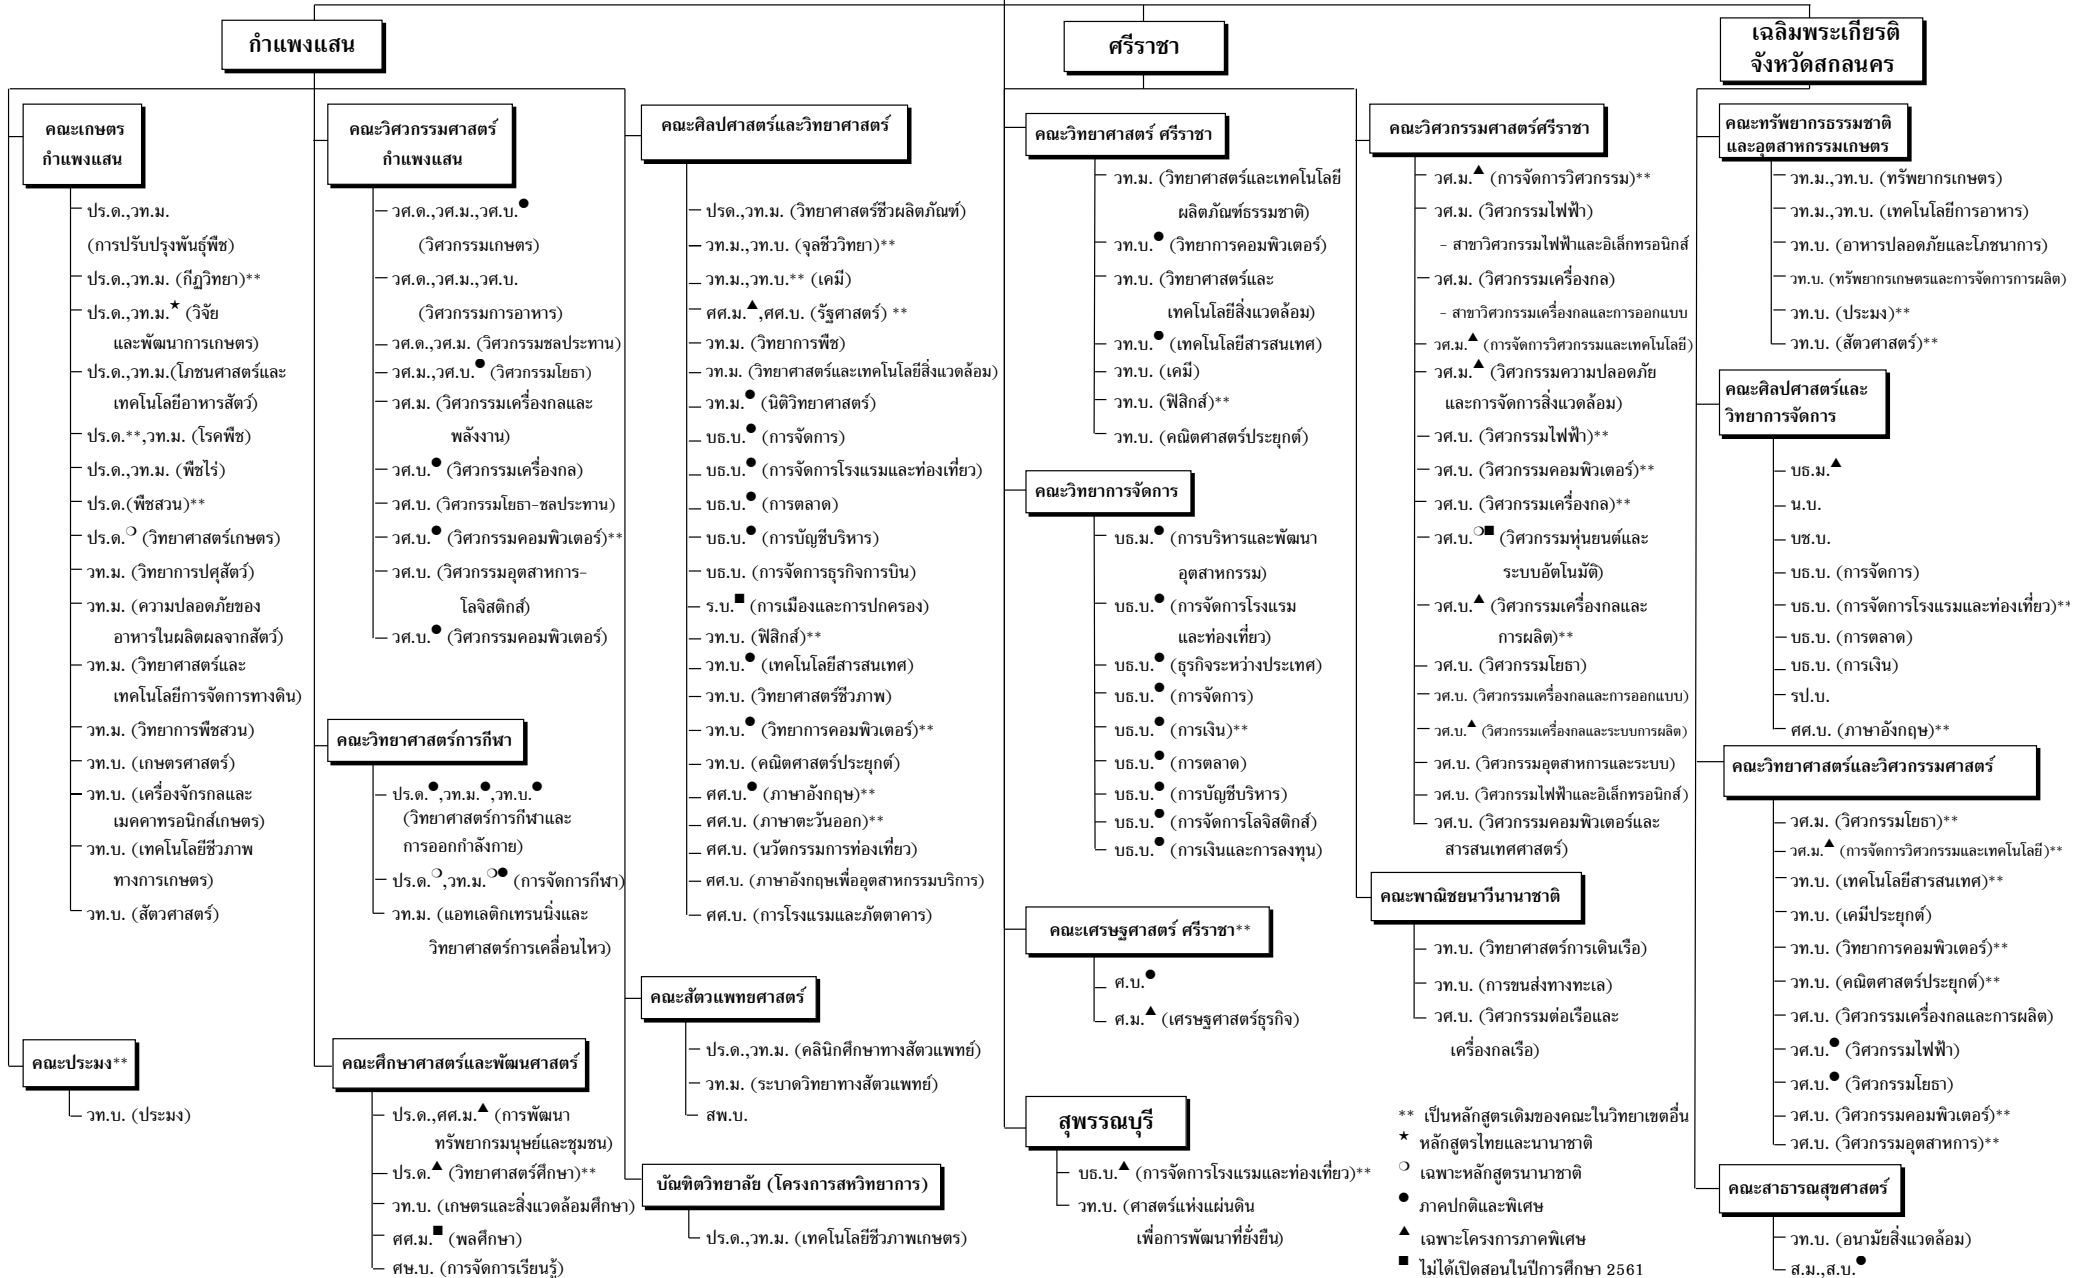 กำแพงแสน
คณะเกษตร
กำแพงแสน
ปร.ด.,วท.ม.
(การปรับปรุงพันธุ์พืช)
ปร.ด.,วท.ม. (กีฏวิทยา)**
ปร.ด.,วท.ม.★ (วิจัย
และพัฒนาการเกษตร)
ปร.ด.,วท.ม.(โภชนศาสตร์และ
เทคโนโลยีอาหารสัตว์)
ปร.ด.**,วท.ม. (โรคพืช)
ปร.ด.,วท.ม. (พืชไร่)
ปร.ด.(พืชสวน)**
ปร.ด.❍ (วิทยาศาสตร์เกษตร)
วท.ม. (วิทยาการปศุสัตว์)
วท.ม. (ความปลอดภัยของ
อาหารในผลิตผลจากสัตว์)
วท.ม. (วิทยาศาสตร์และ
เทคโนโลยีการจัดการทางดิน)
วท.ม. (วิทยาการพืชสวน)
วท.บ. (เกษตรศาสตร์)
วท.บ. (เครื่องจักรกลและ
เมคคาทรอนิกส์เกษตร)
วท.บ. (เทคโนโลยีชีวภาพ
ทางการเกษตร)
วท.บ. (สัตวศาสตร์)
คณะประมง**
วท.บ. (ประมง)
คณะวิศวกรรมศาสตร์
กำแพงแสน
วศ.ด.,วศ.ม.,วศ.บ.●
(วิศวกรรมเกษตร)
วศ.ด.,วศ.ม.,วศ.บ.
(วิศวกรรมการอาหาร)
วศ.ด.,วศ.ม. (วิศวกรรมชลประทาน)
วศ.ม.,วศ.บ.● (วิศวกรรมโยธา)
วศ.ม. (วิศวกรรมเครื่องกลและ
พลังงาน)
วศ.บ.● (วิศวกรรมเครื่องกล)
วศ.บ. (วิศวกรรมโยธา-ชลประทาน)
วศ.บ.● (วิศวกรรมคอมพิวเตอร์)**
วศ.บ. (วิศวกรรมอุตสาหการ-
โลจิสติกส์)
วศ.บ.● (วิศวกรรมคอมพิวเตอร์)
คณะวิทยาศาสตร์การกีฬา
ปร.ด.●,วท.ม.●,วท.บ.●
(วิทยาศาสตร์การกีฬาและ
การออกกำลังกาย)
ปร.ด.❍,วท.ม.❍● (การจัดการกีฬา)
วท.ม. (แอทเลติกเทรนนิ่งและ
วิทยาศาสตร์การเคลื่อนไหว)
คณะศึกษาศาสตร์และพัฒนศาสตร์
ปร.ด.,ศศ.ม.▲ (การพัฒนา
ทรัพยากรมนุษย์และชุมชน)
ปร.ด.▲ (วิทยาศาสตร์ศึกษา)**
วท.บ. (เกษตรและสิ่งแวดล้อมศึกษา)
ศศ.ม.■ (พลศึกษา)
ศษ.บ. (การจัดการเรียนรู้)
คณะศิลปศาสตร์และวิทยาศาสตร์
ปรด.,วท.ม. (วิทยาศาสตร์ชีวผลิตภัณฑ์)
วท.ม.,วท.บ. (จุลชีววิทยา)**
วท.ม.,วท.บ.** (เคมี)
ศศ.ม.▲,ศศ.บ. (รัฐศาสตร์) **
วท.ม. (วิทยาการพืช)
วท.ม. (วิทยาศาสตร์และเทคโนโลยีสิ่งแวดล้อม)
วท.ม.● (นิติวิทยาศาสตร์)
บธ.บ.● (การจัดการ)
บธ.บ.● (การจัดการโรงแรมและท่องเที่ยว)
บธ.บ.● (การตลาด)
บธ.บ.● (การบัญชีบริหาร)
บธ.บ. (การจัดการธุรกิจการบิน)
ร.บ.■ (การเมืองและการปกครอง)
วท.บ. (ฟิสิกส์)**
วท.บ.● (เทคโนโลยีสารสนเทศ)
วท.บ. (วิทยาศาสตร์ชีวภาพ)
วท.บ.● (วิทยาการคอมพิวเตอร์)**
วท.บ. (คณิตศาสตร์ประยุกต์)
ศศ.บ.● (ภาษาอังกฤษ)**
ศศ.บ. (ภาษาตะวันออก)**
ศศ.บ. (นวัตกรรมการท่องเที่ยว)
ศศ.บ. (ภาษาอังกฤษเพื่ออุตสาหกรรมบริการ)
ศศ.บ. (การโรงแรมและภัตตาคาร)
คณะสัตวแพทยศาสตร์
ปร.ด.,วท.ม. (คลินิกศึกษาทางสัตวแพทย์)
วท.ม. (ระบาดวิทยาทางสัตวแพทย์)
สพ.บ.
บัณฑิตวิทยาลัย (โครงการสหวิทยาการ)
ปร.ด.,วท.ม. (เทคโนโลยีชีวภาพเกษตร)
ศรีราชา
คณะวิทยาศาสตร์ ศรีราชา
วท.ม. (วิทยาศาสตร์และเทคโนโลยี
ผลิตภัณฑ์ธรรมชาติ)
วท.บ.● (วิทยาการคอมพิวเตอร์)
วท.บ. (วิทยาศาสตร์และ
เทคโนโลยีสิ่งแวดล้อม)
วท.บ.● (เทคโนโลยีสารสนเทศ)
วท.บ. (เคมี)
วท.บ. (ฟิสิกส์)**
วท.บ. (คณิตศาสตร์ประยุกต์)
คณะวิทยาการจัดการ
บธ.ม.● (การบริหารและพัฒนา
อุตสาหกรรม)
บธ.บ.● (การจัดการโรงแรม
และท่องเที่ยว)
บธ.บ.● (ธุรกิจระหว่างประเทศ)
บธ.บ.● (การจัดการ)
บธ.บ.● (การเงิน)**
บธ.บ.● (การตลาด)
บธ.บ.● (การบัญชีบริหาร)
บธ.บ.● (การจัดการโลจิสติกส์)
บธ.บ.● (การเงินและการลงทุน)
คณะเศรษฐศาสตร์ ศรีราชา**
ศ.บ.●
ศ.ม.▲ (เศรษฐศาสตร์ธุรกิจ)
สุพรรณบุรี
บธ.บ.▲ (การจัดการโรงแรมและท่องเที่ยว)**
วท.บ. (ศาสตร์แห่งแผ่นดิน
เพื่อการพัฒนาที่ยั่งยืน)
คณะวิศวกรรมศาสตร์ศรีราชา
วศ.ม.▲ (การจัดการวิศวกรรม)**
วศ.ม. (วิศวกรรมไฟฟ้า)
- สาขาวิศวกรรมไฟฟ้าและอิเล็กทรอนิกส์
วศ.ม. (วิศวกรรมเครื่องกล)
- สาขาวิศวกรรมเครื่องกลและการออกแบบ
วศ.ม.▲ (การจัดการวิศวกรรมและเทคโนโลยี)
วศ.ม.▲ (วิศวกรรมความปลอดภัย
และการจัดการสิ่งแวดล้อม)
วศ.บ. (วิศวกรรมไฟฟ้า)**
วศ.บ. (วิศวกรรมคอมพิวเตอร์)**
วศ.บ. (วิศวกรรมเครื่องกล)**
วศ.บ.❍■ (วิศวกรรมหุ่นยนต์และ
ระบบอัตโนมัติ)
วศ.บ.▲ (วิศวกรรมเครื่องกลและ
การผลิต)**
วศ.บ. (วิศวกรรมโยธา)
วศ.บ. (วิศวกรรมเครื่องกลและการออกแบบ)
วศ.บ.▲ (วิศวกรรมเครื่องกลและระบบการผลิต)
วศ.บ. (วิศวกรรมอุตสาหการและระบบ)
วศ.บ. (วิศวกรรมไฟฟ้าและอิเล็กทรอนิกส์)
วศ.บ. (วิศวกรรมคอมพิวเตอร์และ
สารสนเทศศาสตร์)
คณะพาณิชยนาวีนานาชาติ
วท.บ. (วิทยาศาสตร์การเดินเรือ)
วท.บ. (การขนส่งทางทะเล)
วศ.บ. (วิศวกรรมต่อเรือและ
เครื่องกลเรือ)
** เป็นหลักสูตรเดิมของคณะในวิทยาเขตอื่น
★ หลักสูตรไทยและนานาชาติ
❍ เฉพาะหลักสูตรนานาชาติ
● ภาคปกติและพิเศษ
▲ เฉพาะโครงการภาคพิเศษ
■ ไม่ได้เปิดสอนในปีการศึกษา 2561
เฉลิมพระเกียรติ
จังหวัดสกลนคร
คณะทรัพยากรธรรมชาติ
และอุตสาหกรรมเกษตร
วท.ม.,วท.บ. (ทรัพยากรเกษตร)
วท.ม.,วท.บ. (เทคโนโลยีการอาหาร)
วท.บ. (อาหารปลอดภัยและโภชนาการ)
วท.บ. (ทรัพยากรเกษตรและการจัดการการผลิต)
วท.บ. (ประมง)**
วท.บ. (สัตวศาสตร์)**
คณะศิลปศาสตร์และ
วิทยาการจัดการ
บธ.ม.▲
น.บ.
บช.บ.
บธ.บ. (การจัดการ)
บธ.บ. (การจัดการโรงแรมและท่องเที่ยว)**
บธ.บ. (การตลาด)
บธ.บ. (การเงิน)
รป.บ.
ศศ.บ. (ภาษาอังกฤษ)**
คณะวิทยาศาสตร์และวิศวกรรมศาสตร์
วศ.ม. (วิศวกรรมโยธา)**
วศ.ม.▲ (การจัดการวิศวกรรมและเทคโนโลยี)**
วท.บ. (เทคโนโลยีสารสนเทศ)**
วท.บ. (เคมีประยุกต์)
วท.บ. (วิทยาการคอมพิวเตอร์)**
วท.บ. (คณิตศาสตร์ประยุกต์)**
วศ.บ. (วิศวกรรมเครื่องกลและการผลิต)
วศ.บ.● (วิศวกรรมไฟฟ้า)
วศ.บ.● (วิศวกรรมโยธา)
วศ.บ. (วิศวกรรมคอมพิวเตอร์)**
วศ.บ. (วิศวกรรมอุตสาหการ)**
คณะสาธารณสุขศาสตร์
วท.บ. (อนามัยสิ่งแวดล้อม)
ส.ม.,ส.บ.●